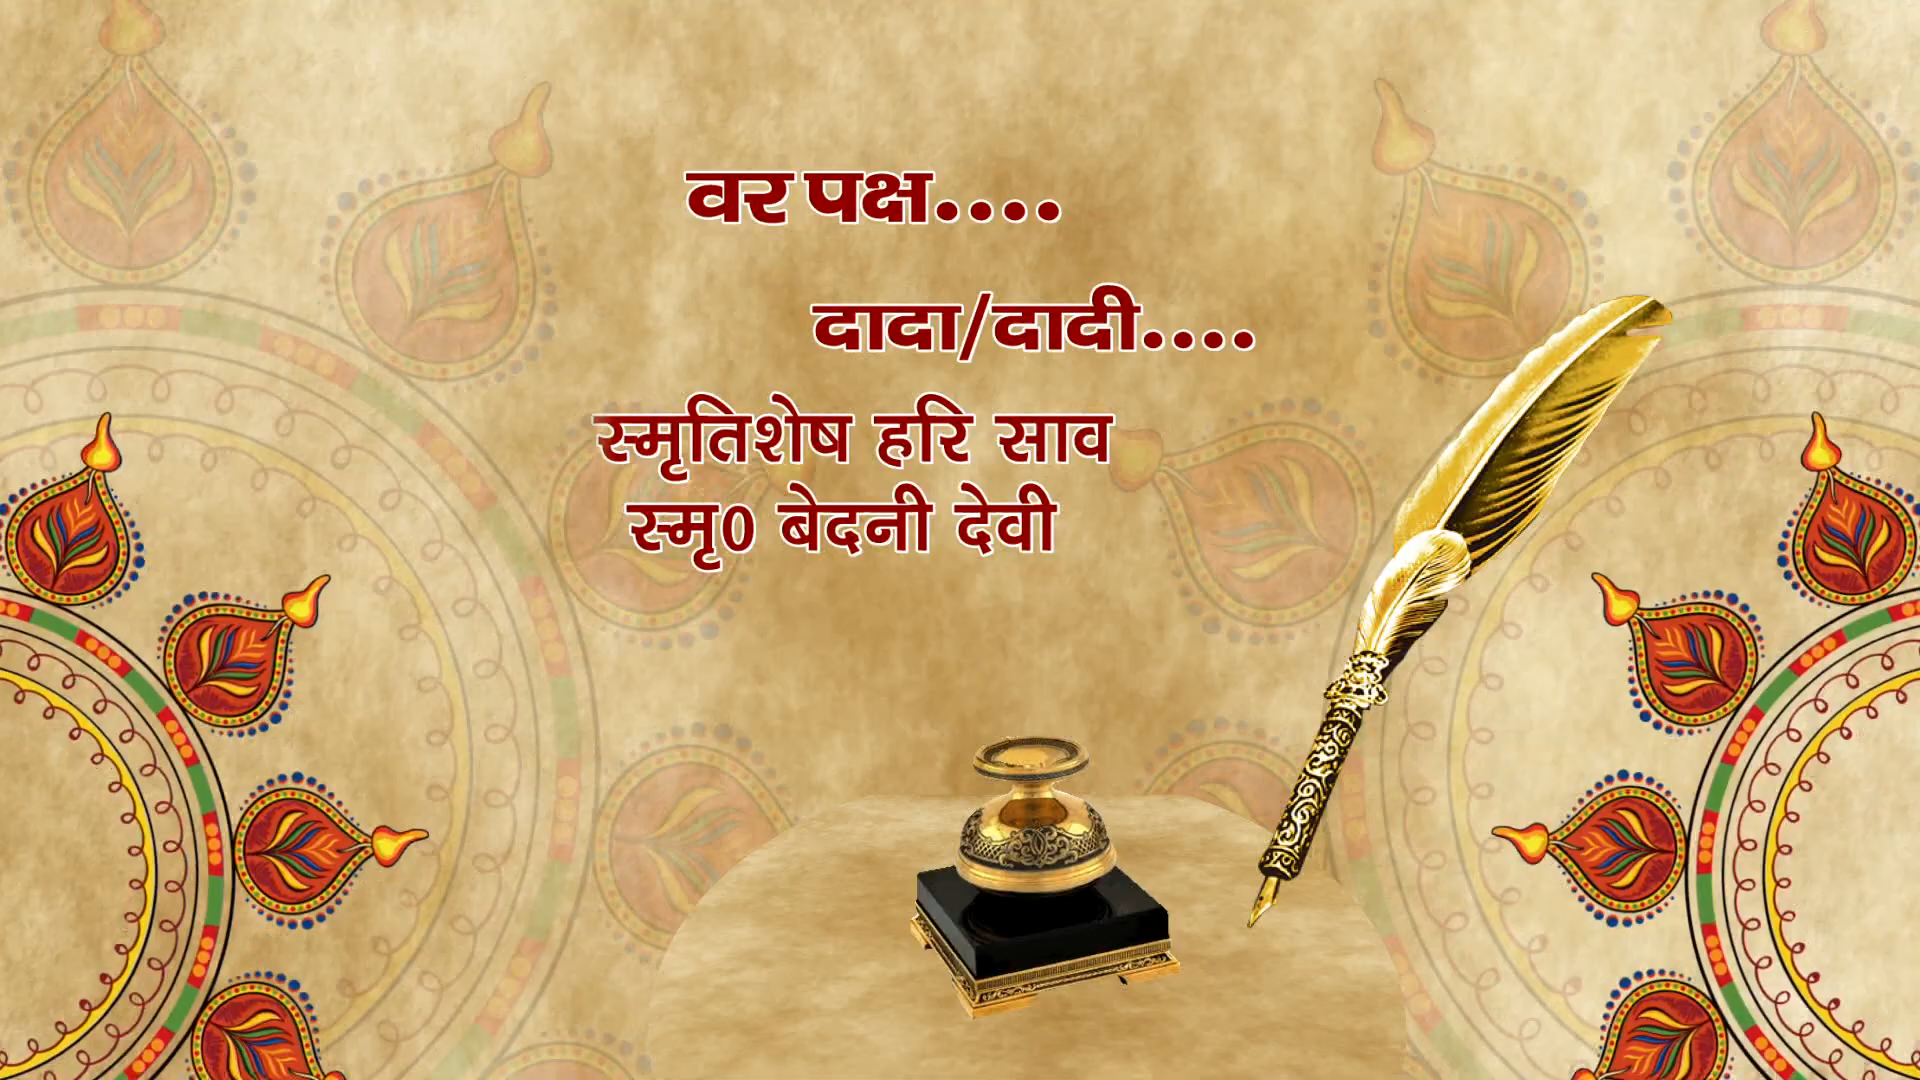 वर पक्ष....
दादा/दादी....
स्मृतिशेष हरि साव
स्मृ0 बेदनी देवी